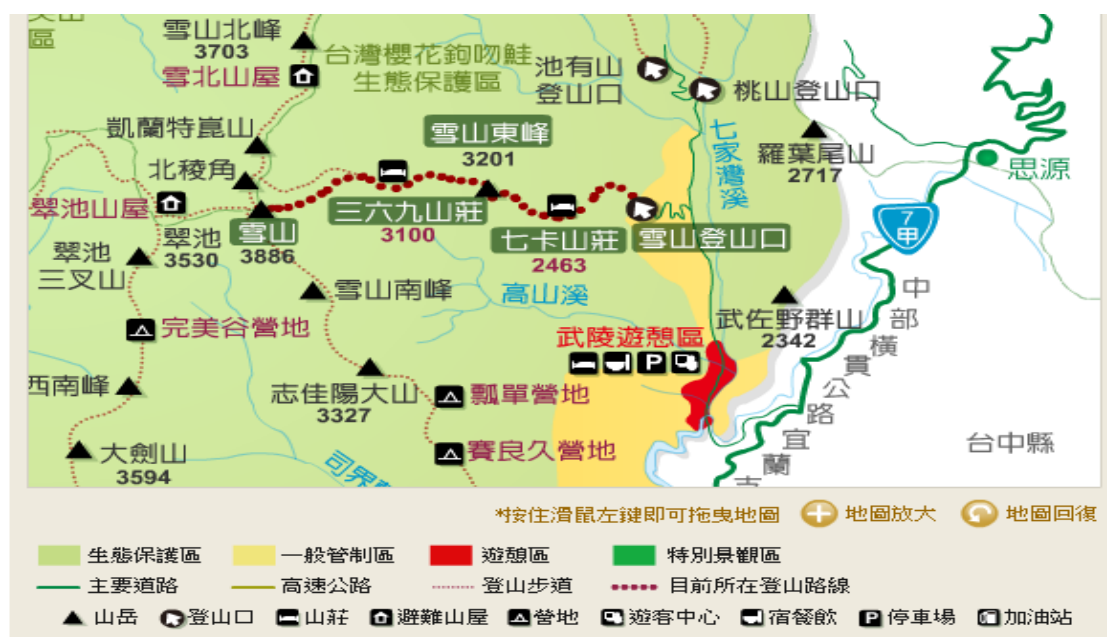 區
雪山北峰
3703
台灣櫻花鉤吻鮭
生態保護區
池有山
登山口
雪北山屋
桃山登山口
凱蘭特崑山
雪山東峰
3201
七家灣溪
羅葉尾山
2717
思源
北稜角
7
甲
翠池山屋
三六九山莊
3100
雪山
3886
七卡山莊
2463
雪山登山口
翠池
3530
翠池
三叉山
雪山南峰
高山溪
武佐野群山
2342
完美谷營地
武陵遊憩區
P
中部橫貫公路宜蘭支
西南峰
志佳陽大山
3327
瓢單營地
大劍山
3594
賽良久營地
司界
台中縣
*按住滑鼠左鍵即可拖曳地圖
地圖放大
地圖回復
生態保護區 一般管制區 遊憩區 特別景觀區
主要道路 高速公路 登山步道 目前所在登山路線
山岳 登山口 山莊 避難山屋 營地 遊客中心 宿餐飲 P 停車場 加油站